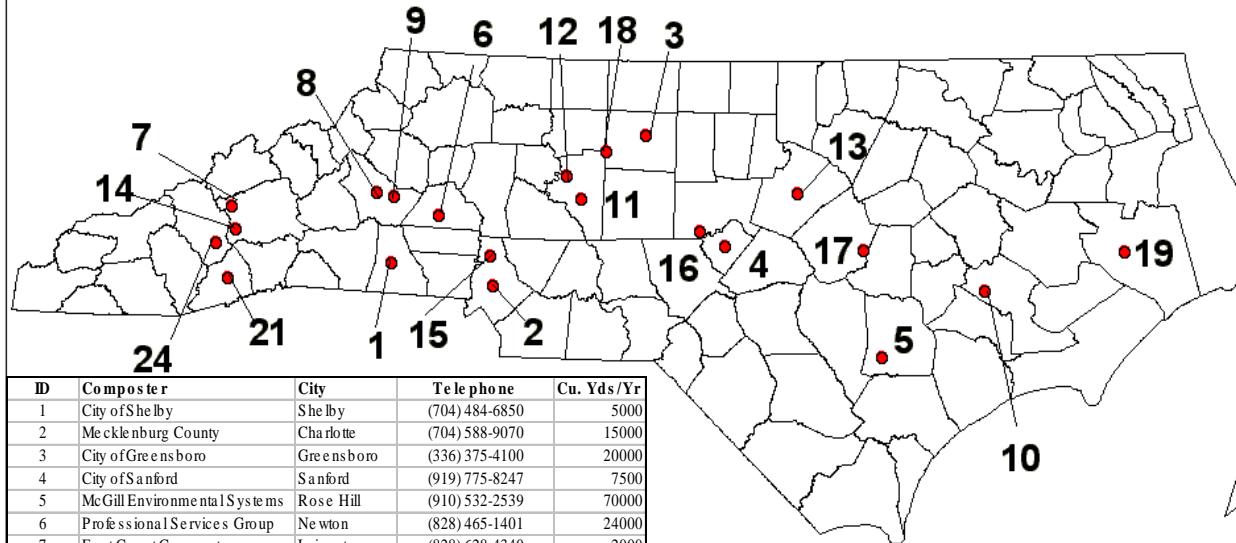 9
12 18 3
6
8
7
13
14
11
17 19
16 4
21
1 15 2 5
24
10
ID Composter City Telephone Cu. Yds/Yr
1 City of Shelby Shelby (704) 484-6850 5000
2 Mecklenburg County Charlotte (704) 588-9070 15000
3 City of Greensboro Greensboro (336) 375-4100 20000
4 City of Sanford Sanford (919) 775-8247 7500
5 McGill Environmental Systems Rose Hill (910) 532-2539 70000
6 Professional Services Group Newton (828) 465-1401 24000